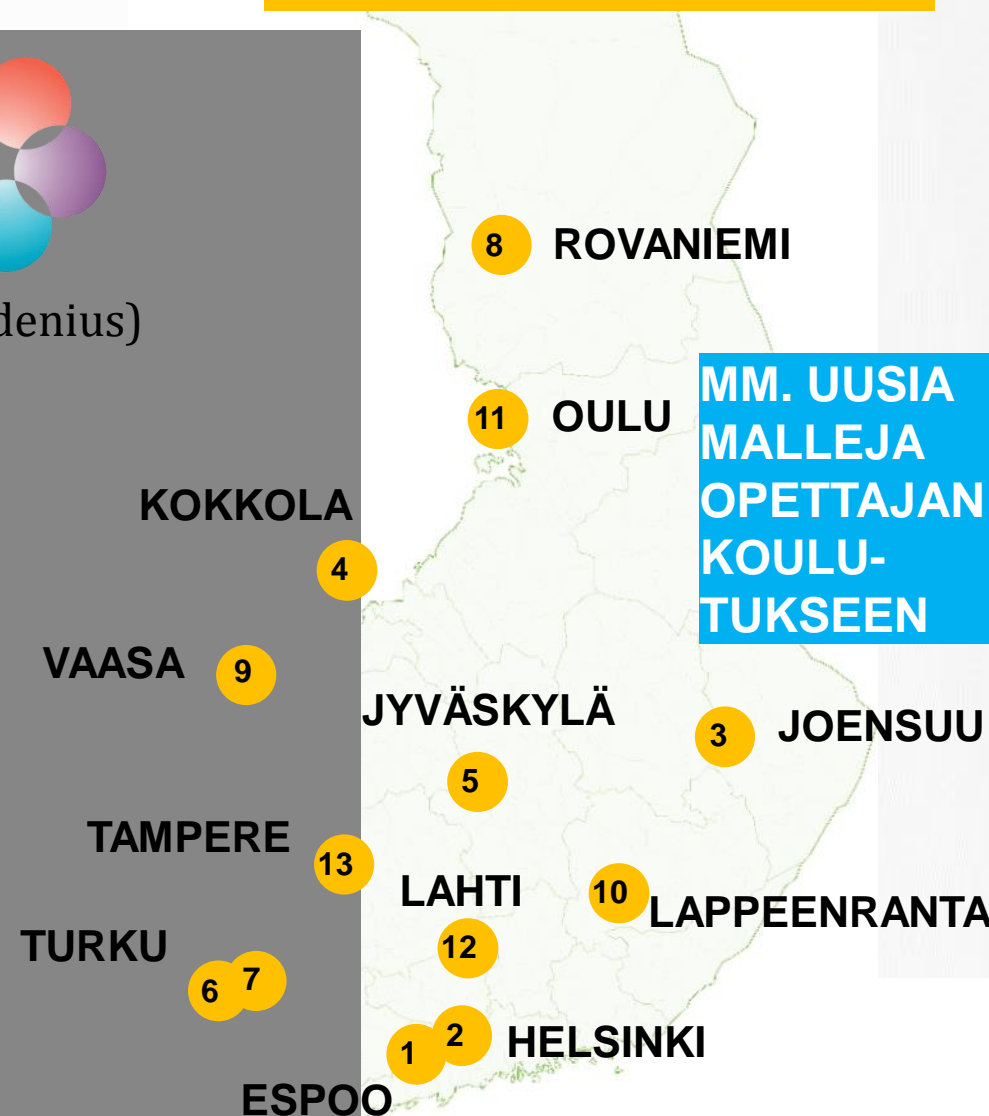 denius)
8 ROVANIEMI
MM. UUSIA
MALLEJA
OPETTAJAN
KOULU-
TUKSEEN
11 OULU
KOKKOLA
4
VAASA 9
JYVÄSKYLÄ
5
3 JOENSUU
TAMPERE 13
LAHTI
12
10 LAPPEENRANTA
TURKU
6 7
1 2 HELSINKI
ESPOO